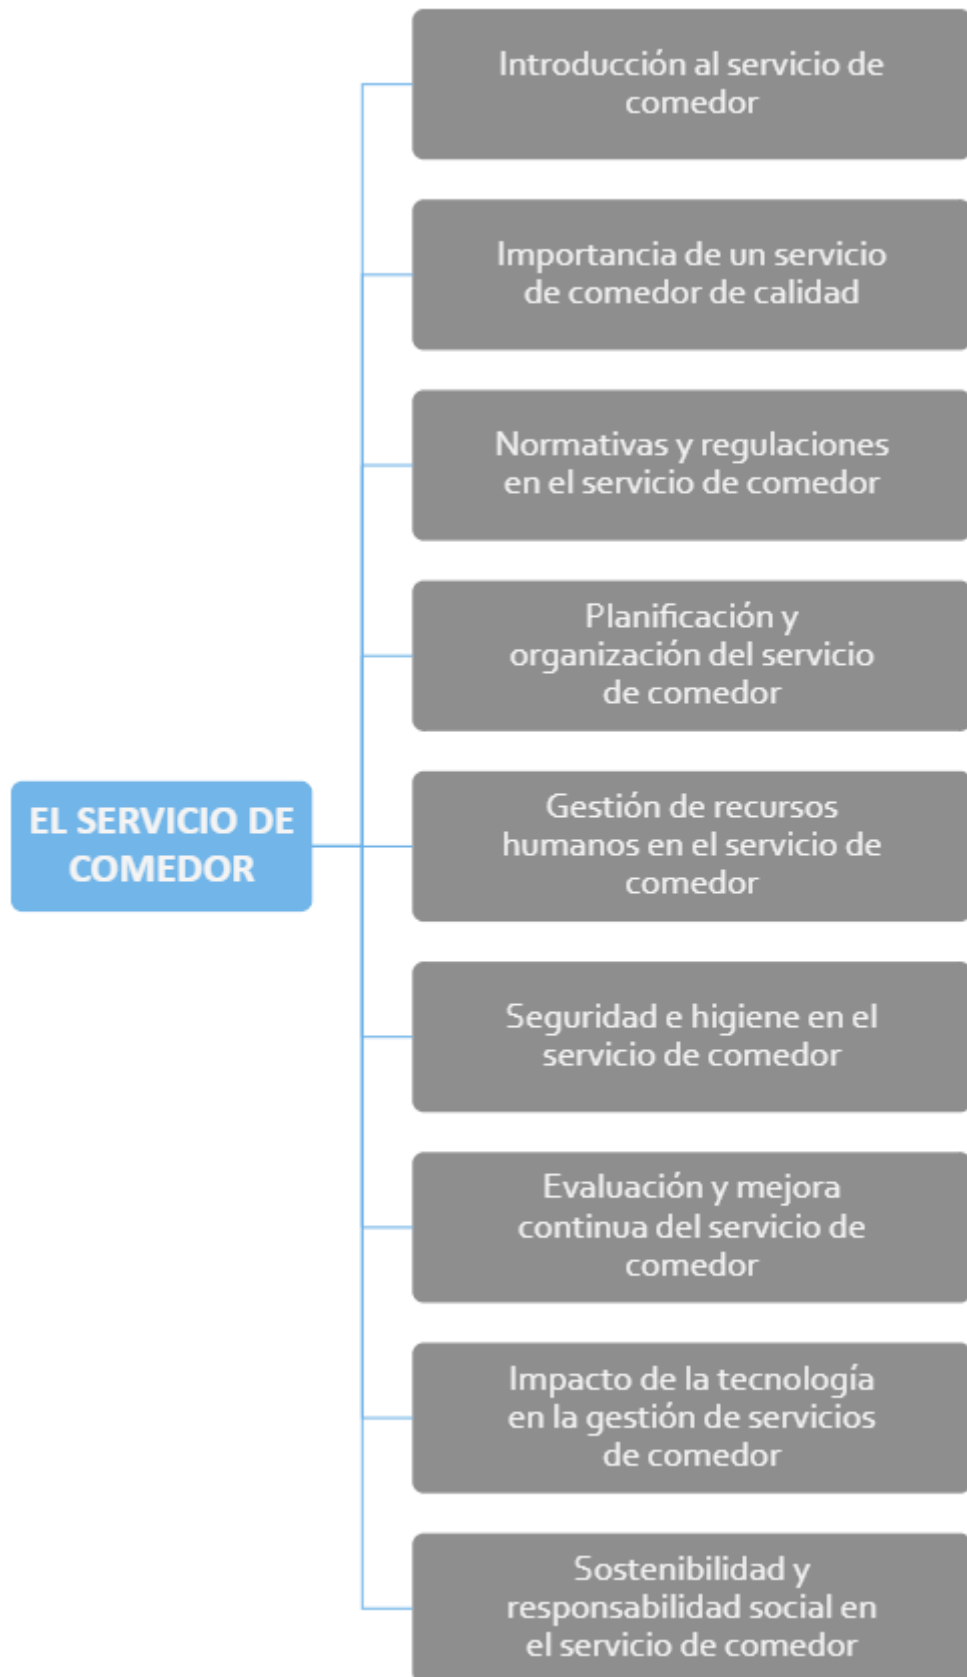 Introducción al servicio de
comedor
Importancia de un servicio
de comedor de calidad
Normativas y regulaciones
en el servicio de comedor
Planificación y
organización del servicio
de comedor
EL SERVICIO DE
COMEDOR
Gestión de recursos
humanos en el servicio de
comedor
Seguridad e higiene en el
servicio de comedor
Evaluación y mejora
continua del servicio de
comedor
Impacto de la tecnología
en la gestión de servicios
de comedor
Sostenibilidad y
responsabilidad social en
el servicio de comedor